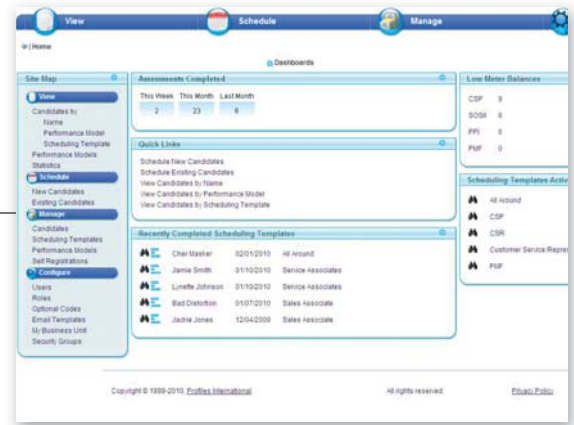 View Schedule Manage
| Home
Dashboards
Site Map
View
Candidates by
Name
Performance Model
Scheduling Template
Performance Models
Statistics
Schedule
New Candidates
Existing Candidates
Manage
Candidates
Scheduling Templates
Performance Models
Self Registrations
Configure
Users
Roles
Optional Codes
Email Templates
My Business Unit
Security Groups
Assessments Completed
This Week This Month Last Month
2 23 6
Quick Links
Schedule New Candidates
Schedule Existing Candidates
View Candidates by Name
View Candidates by Performance Model
View Candidates by Scheduling Template
Recently Completed Scheduling Templates
Cher Masker 02/01/2010 All Around
Jamie Smith 01/10/2010 Service Associates
Lynette Johnson 01/10/2010 Service Associates
Bad Distortion 01/07/2010 Sales Associate
Jackie Jones 12/04/2009 Sales Associate
Low Meter Balances
CSP
SOSII
PPI
PMF 0
Scheduling Templates Activ
All Around
CSP
CSR
Customer Service Repres
PMF
Copyright © 1999-2010. Profiles International. All rights reserved. Privacy Policy